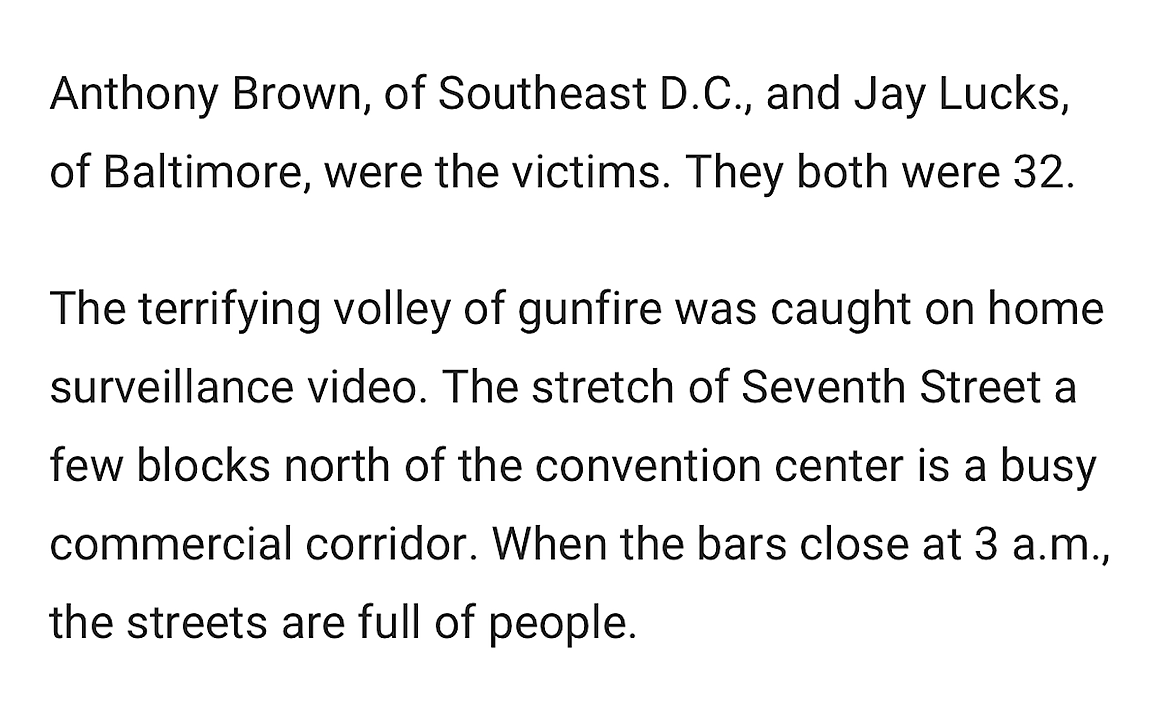 Anthony Brown, of Southeast D.C., and Jay Lucks,
of Baltimore, were the victims. They both were 32.
The terrifying volley of gunfire was caught on home
surveillance video. The stretch of Seventh Street a
few blocks north of the convention center is a busy
commercial corridor. When the bars close at 3 a.m.,
the streets are full of people.